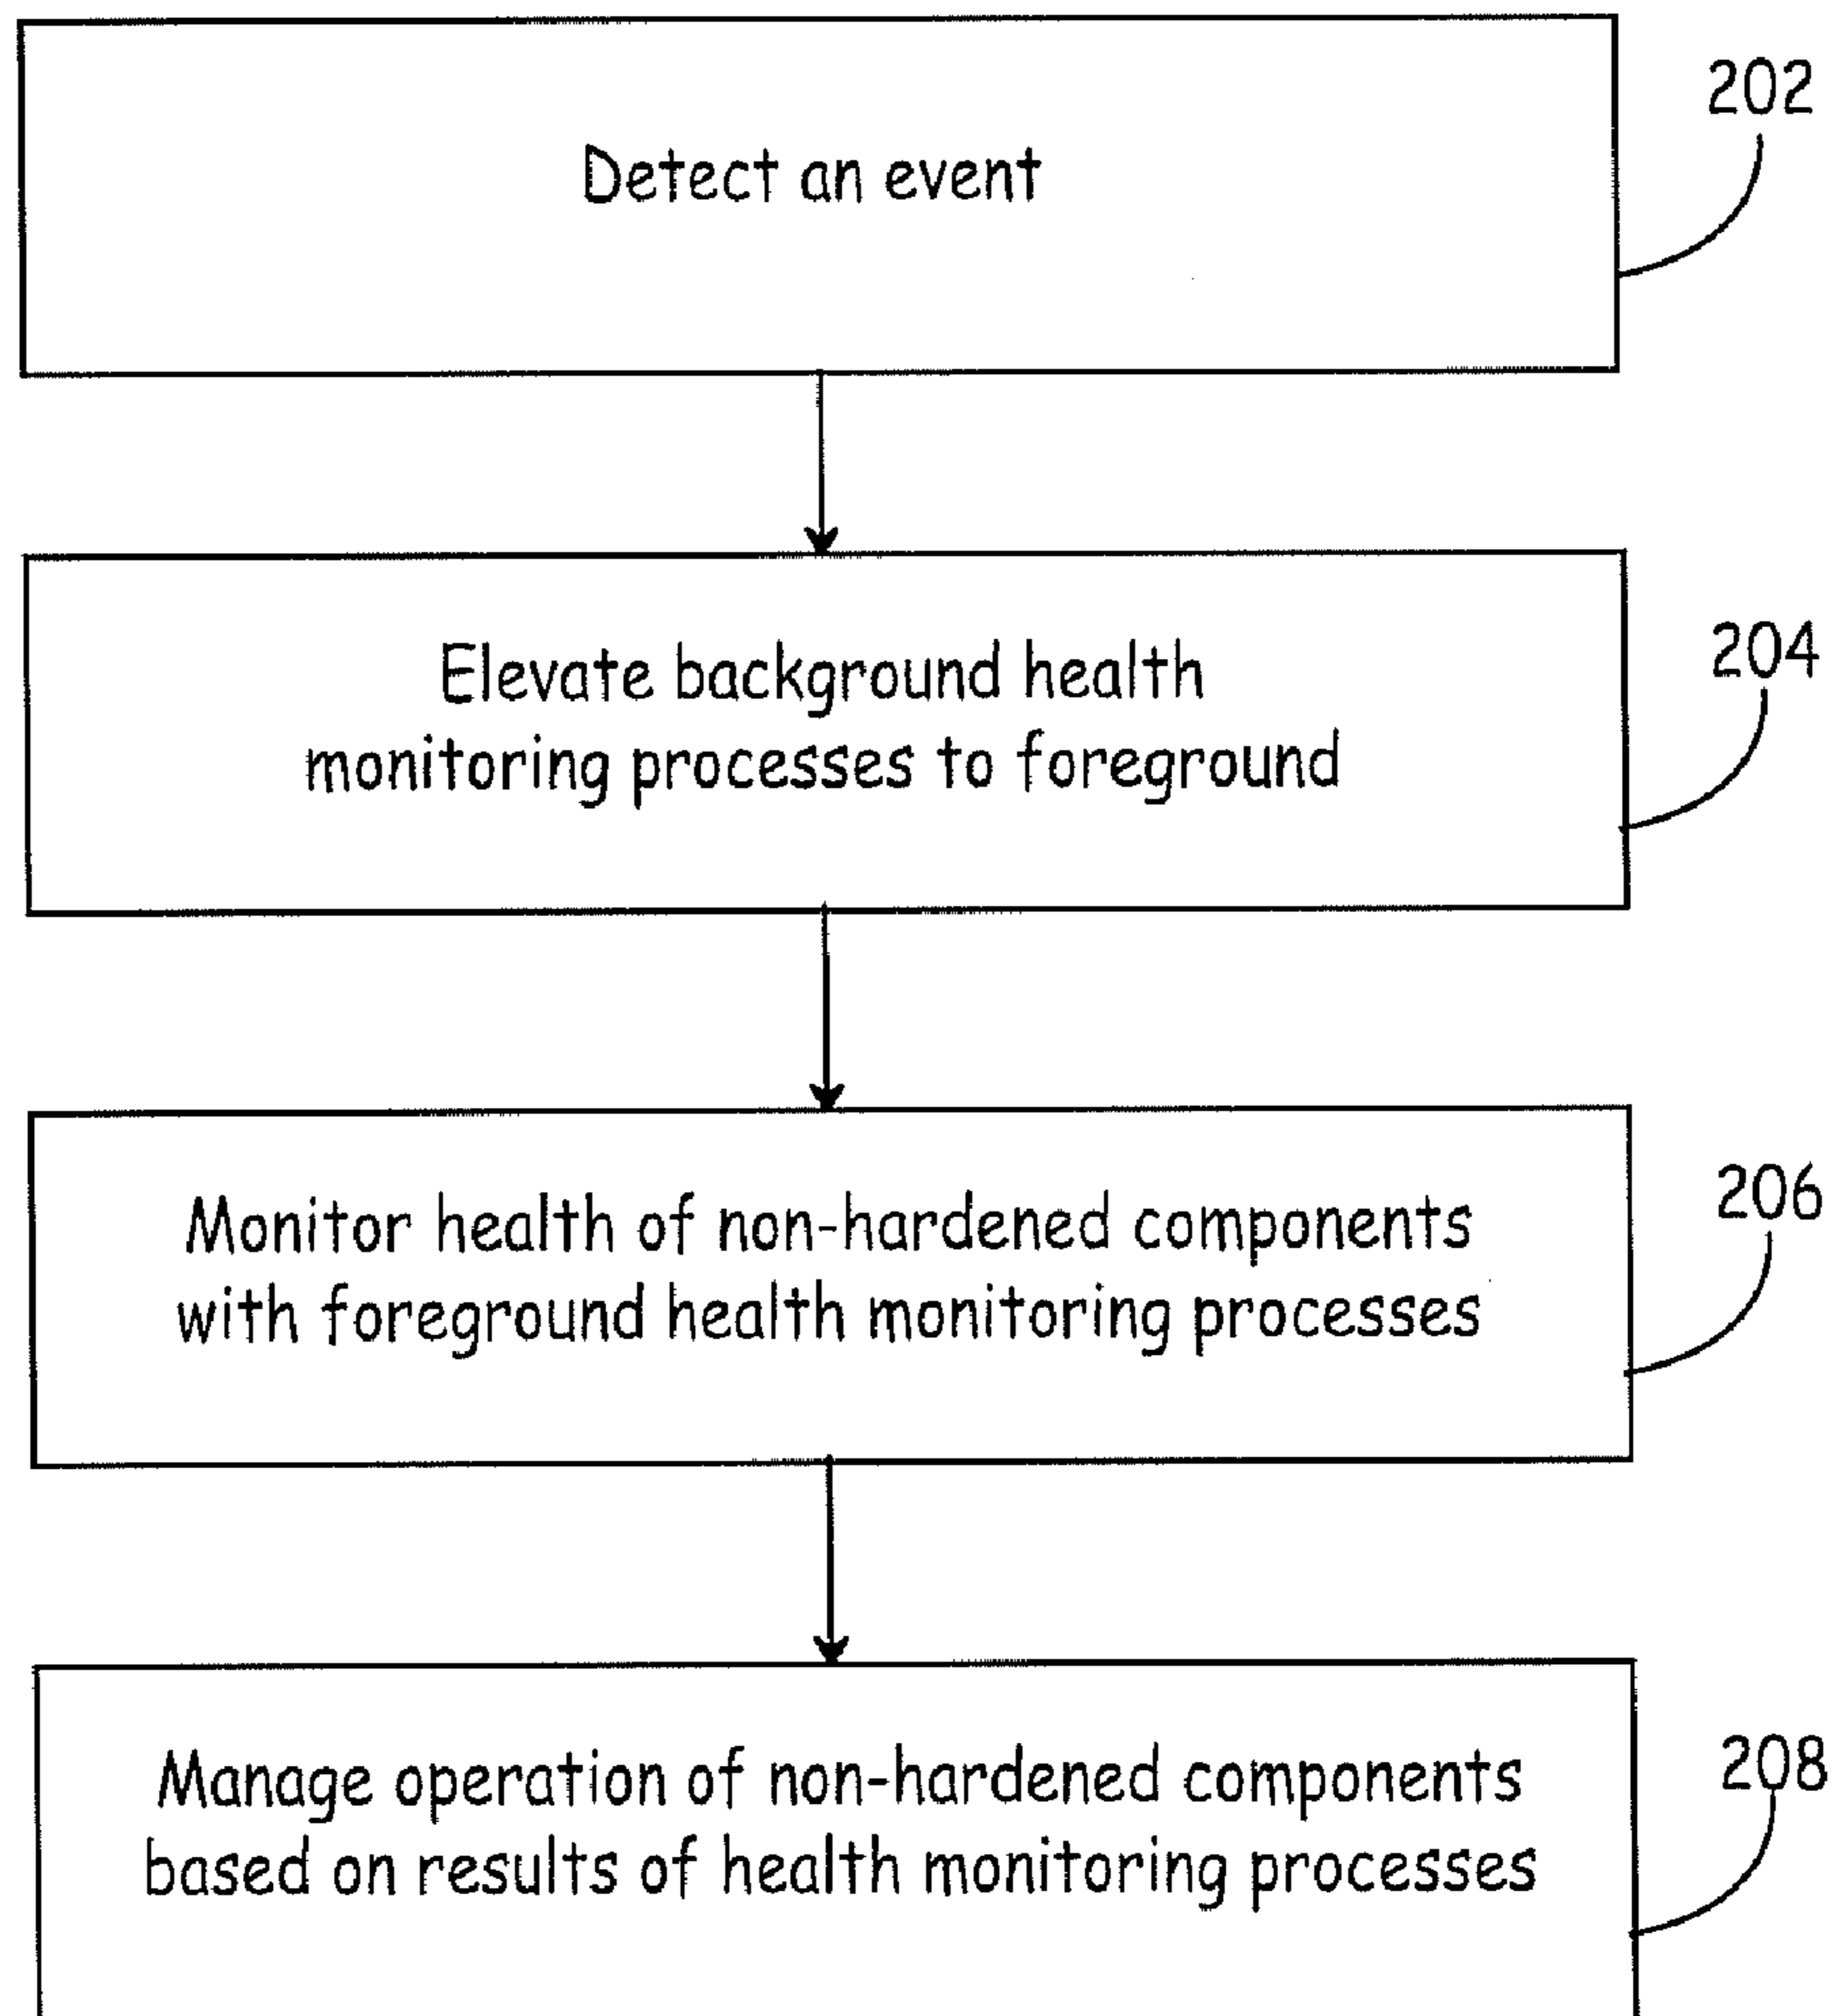 Detect an event
202
Elevate background health
monitoring processes to foreground
204
Monitor health of non-hardened components
with foreground health monitoring processes
206
Manage operation of non-hardened components
based on results of health monitoring processes
208